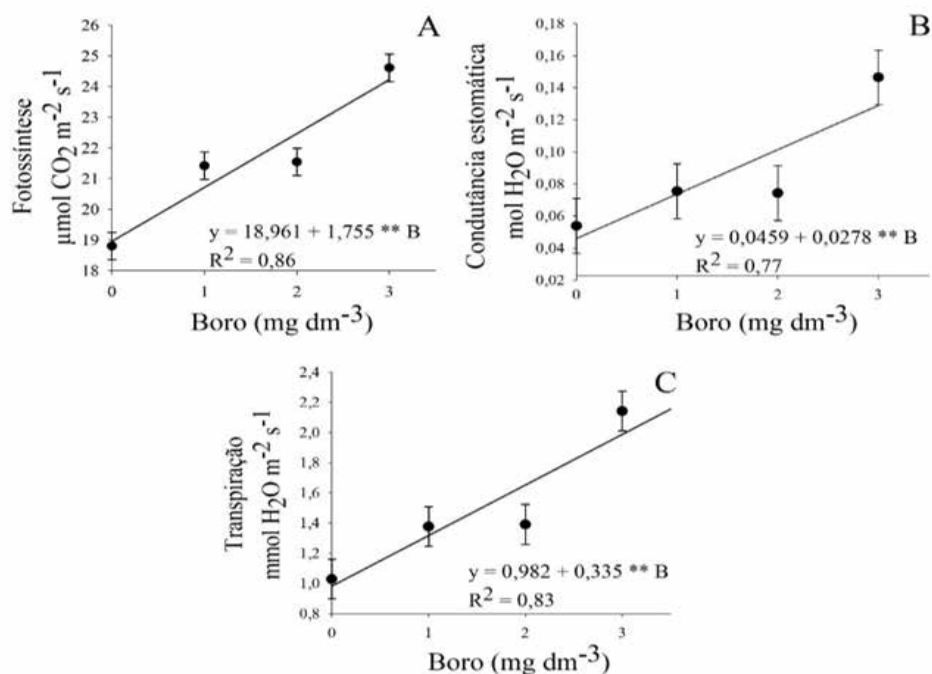 A
Fotossíntese
µmol CO2 m-2 s-1
26
25
24
23
22
21
20
19
18
y = 18,961 + 1,755 ** B
R2 = 0,86
0 1 2 3
Boro (mg dm-3)
B
Condutância estomática
mol H2O m-2 s-1
0,18
0,16
0,14
0,12
0,10
0,08
0,06
0,04
0,02
y = 0,0459 + 0,0278 ** B
R2 = 0,77
0 1 2 3
Boro (mg dm-3)
C
Transpiração
mmol H2O m-2 s-1
2,4
2,2
2,0
1,8
1,6
1,4
1,2
1,0
0,8
y = 0,982 + 0,335 ** B
R2 = 0,83
0 1 2 3
Boro (mg dm-3)